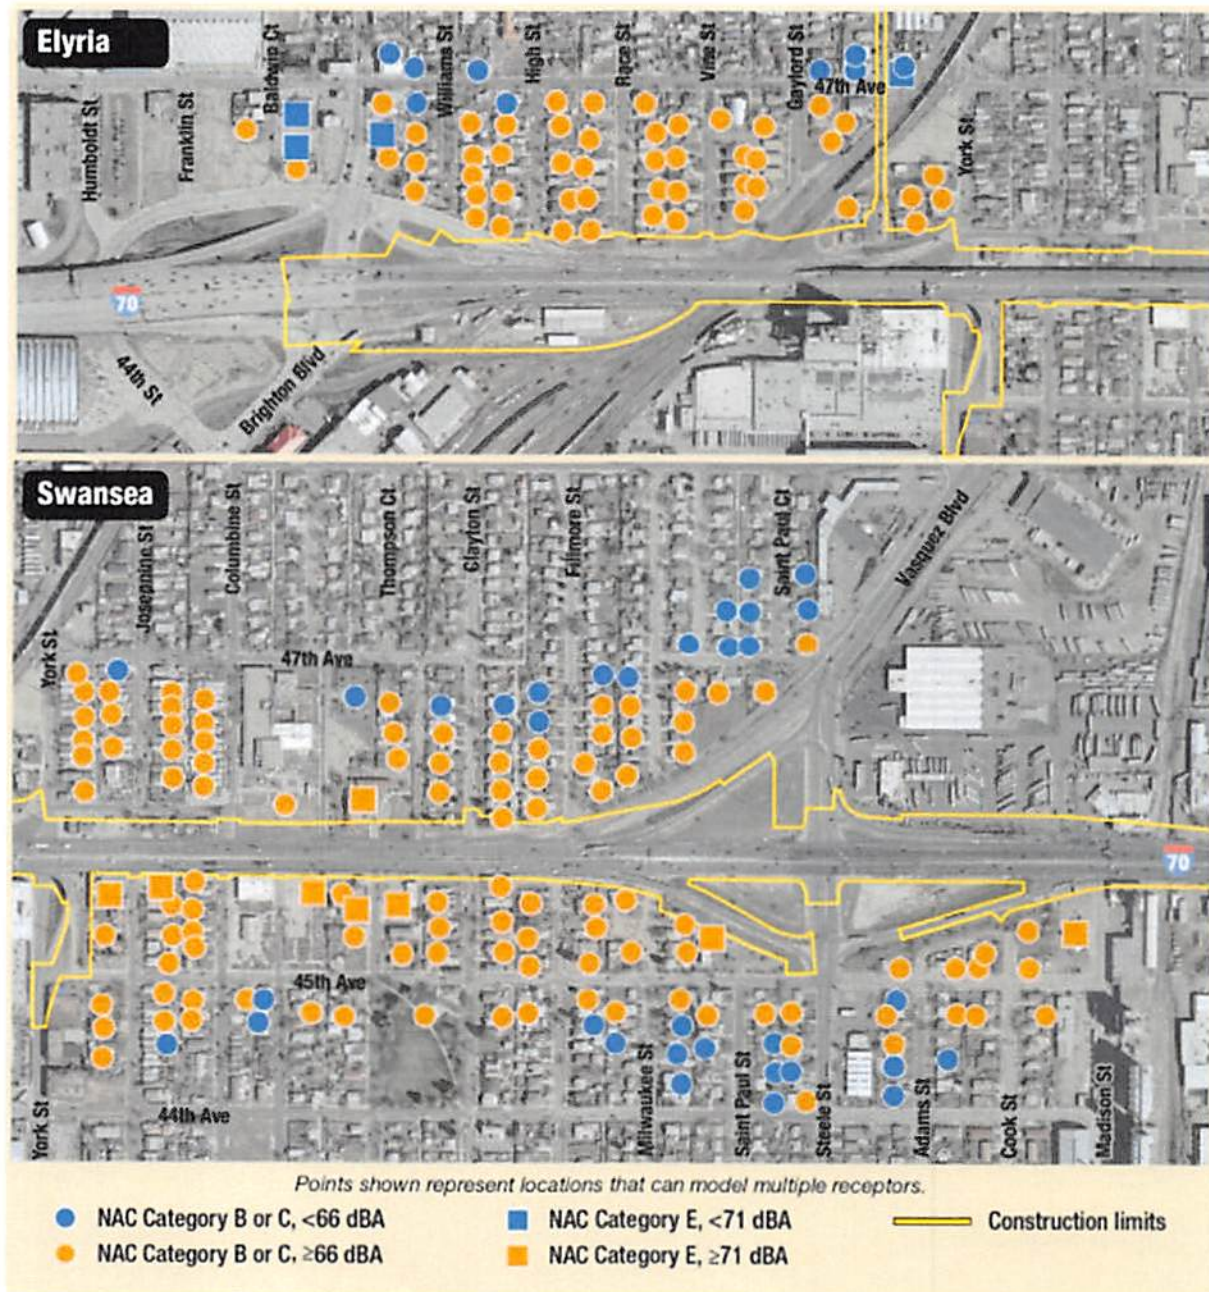 Elyria
Humboldt St
Franklin St
Baldwin Ct
Williams St
High St
Race St
Vine St
Gaylord St
47th Ave
York St
70
44th St
Brighton Blvd
Swansea
York St
Josephine St
Columbine St
Thompson Ct
Clayton St
Fillmore St
Saint Paul Ct
Vasquez Blvd
47th Ave
70
45th Ave
York St
44th Ave
Milwaukee St
Saint Paul St
Steele St
Adams St
Cook St
Madison St
Points shown represent locations that can model multiple receptors.
NAC Category B or C, <66 dBA
NAC Category E, <71 dBA
Construction limits
NAC Category B or C, ≥66 dBA
NAC Category E, ≥71 dBA